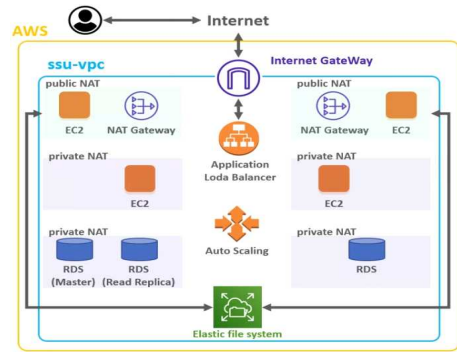 Internet
AWS
ssu-vpc
Internet GateWay
public NAT
EC2
NAT Gateway
public NAT
NAT Gateway
EC2
Application
Loda Balancer
private NAT
EC2
private NAT
EC2
Auto Scaling
private NAT
RDS
(Master)
RDS
(Read Replica)
private NAT
RDS
Elastic file system